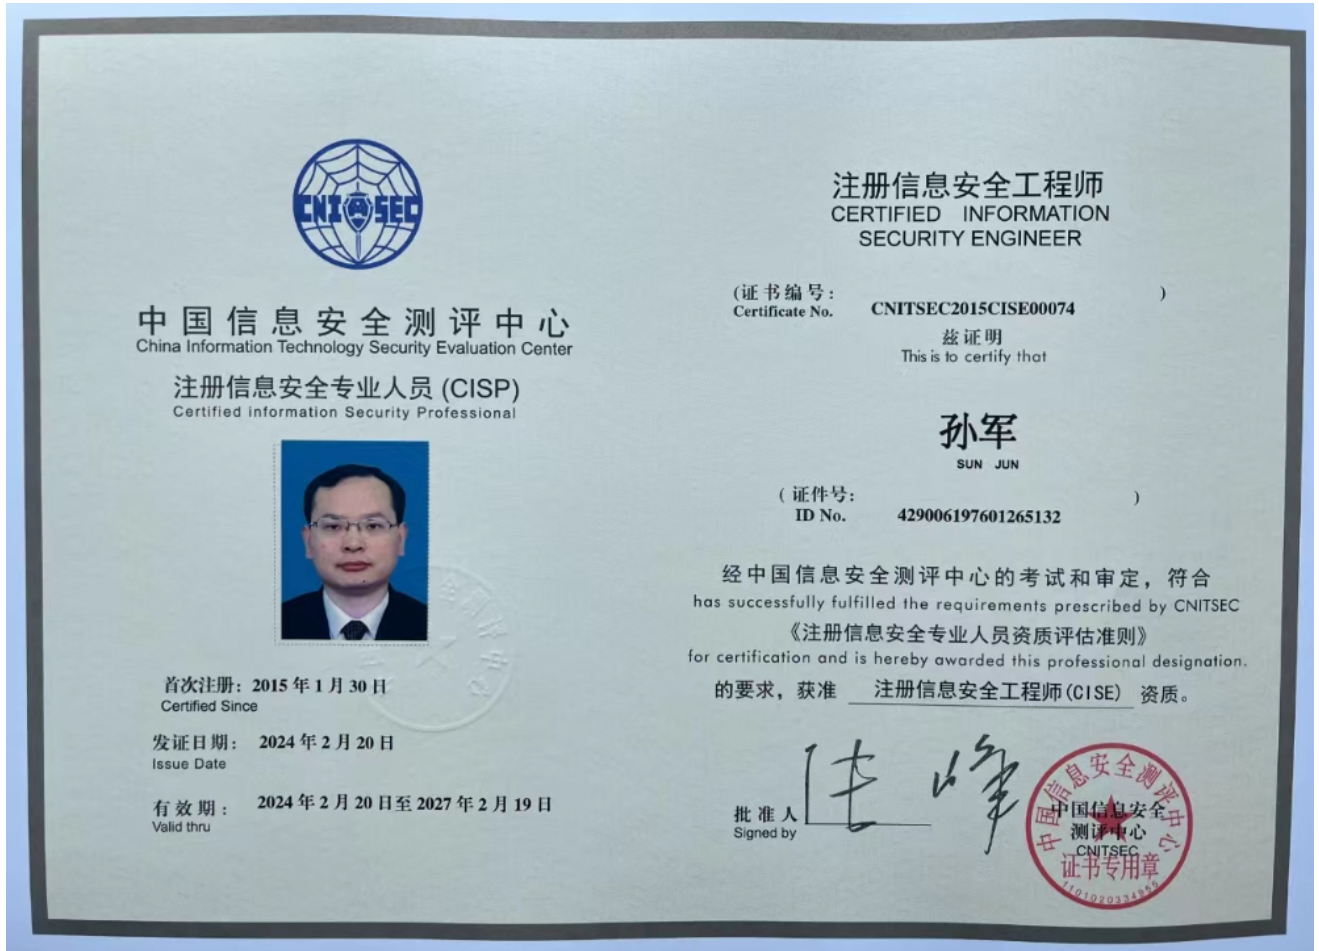 CNITSEC
中国信息安全测评中心
China Information Technology Security Evaluation Center
注册信息安全专业人员 (CISP)
Certified information Security Professional
首次注册: 2015 年 1 月 30 日
Certified Since
发证日期: 2024 年 2 月 20 日
Issue Date
有效期: 2024 年 2 月 20 日至 2027 年 2 月 19 日
Valid thru
注册信息安全工程师
CERTIFIED INFORMATION
SECURITY ENGINEER
(证书编号: )
Certificate No. CNITSEC2015CISE00074
兹证明
This is to certify that
孙军
SUN JUN
(证件号: )
ID No. 429006197601265132
经中国信息安全测评中心的考试和审定，符合
has successfully fulfilled the requirements prescribed by CNITSEC
《注册信息安全专业人员资质评估准则》
for certification and is hereby awarded this professional designation.
的要求，获准 注册信息安全工程师(CISE) 资质。
批准人
Signed by
中国信息安全测评中心
中国信息安全
测评中心
CNITSEC
证书专用章